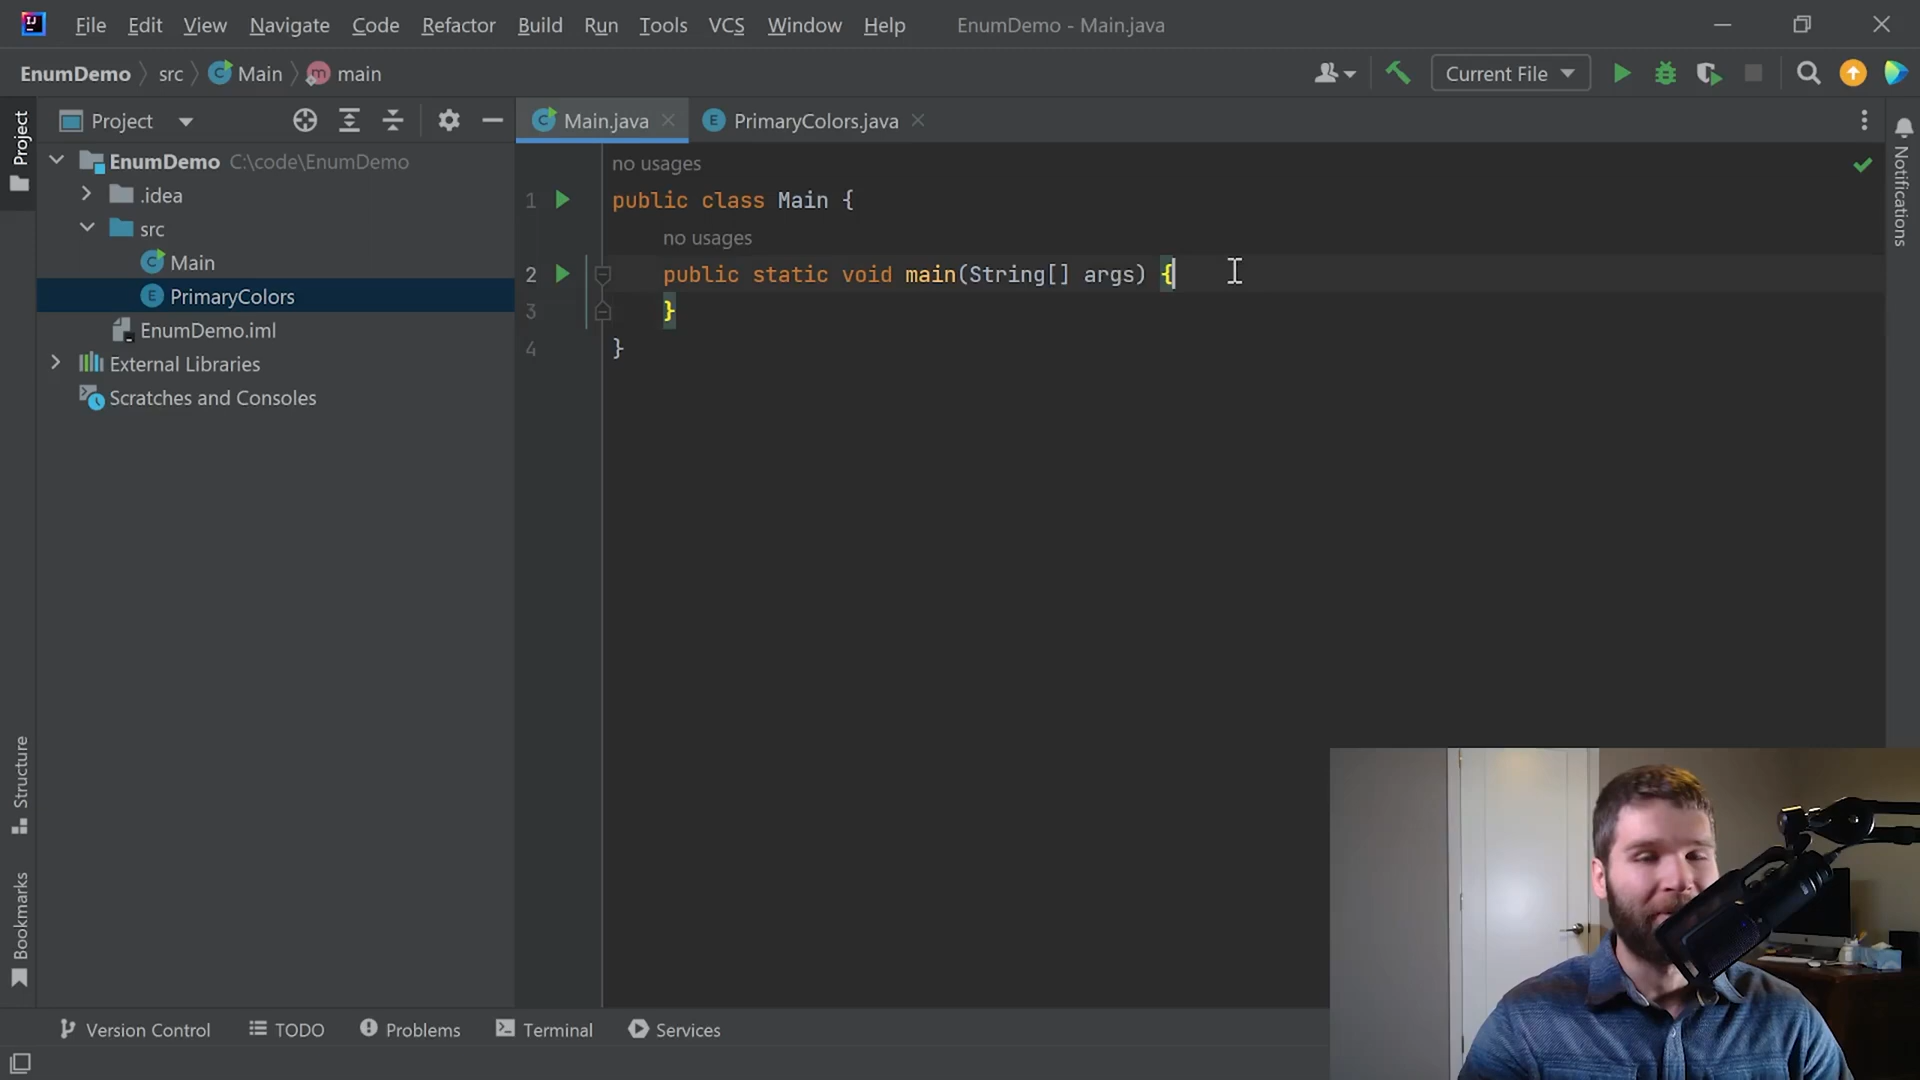 File Edit View Navigate Code Refactor Build Run Tools VCS Window Help EnumDemo - Main.java
EnumDemo src Main main
Current File
Project
Project
Main.java PrimaryColors.java
Notifications
EnumDemo C:\code\EnumDemo
.idea
src
Main
PrimaryColors
EnumDemo.iml
External Libraries
Scratches and Consoles
no usages
1 public class Main {
no usages
2 public static void main(String[] args) {
3 }
4 }
Structure
Bookmarks
Version Control TODO Problems Terminal Services